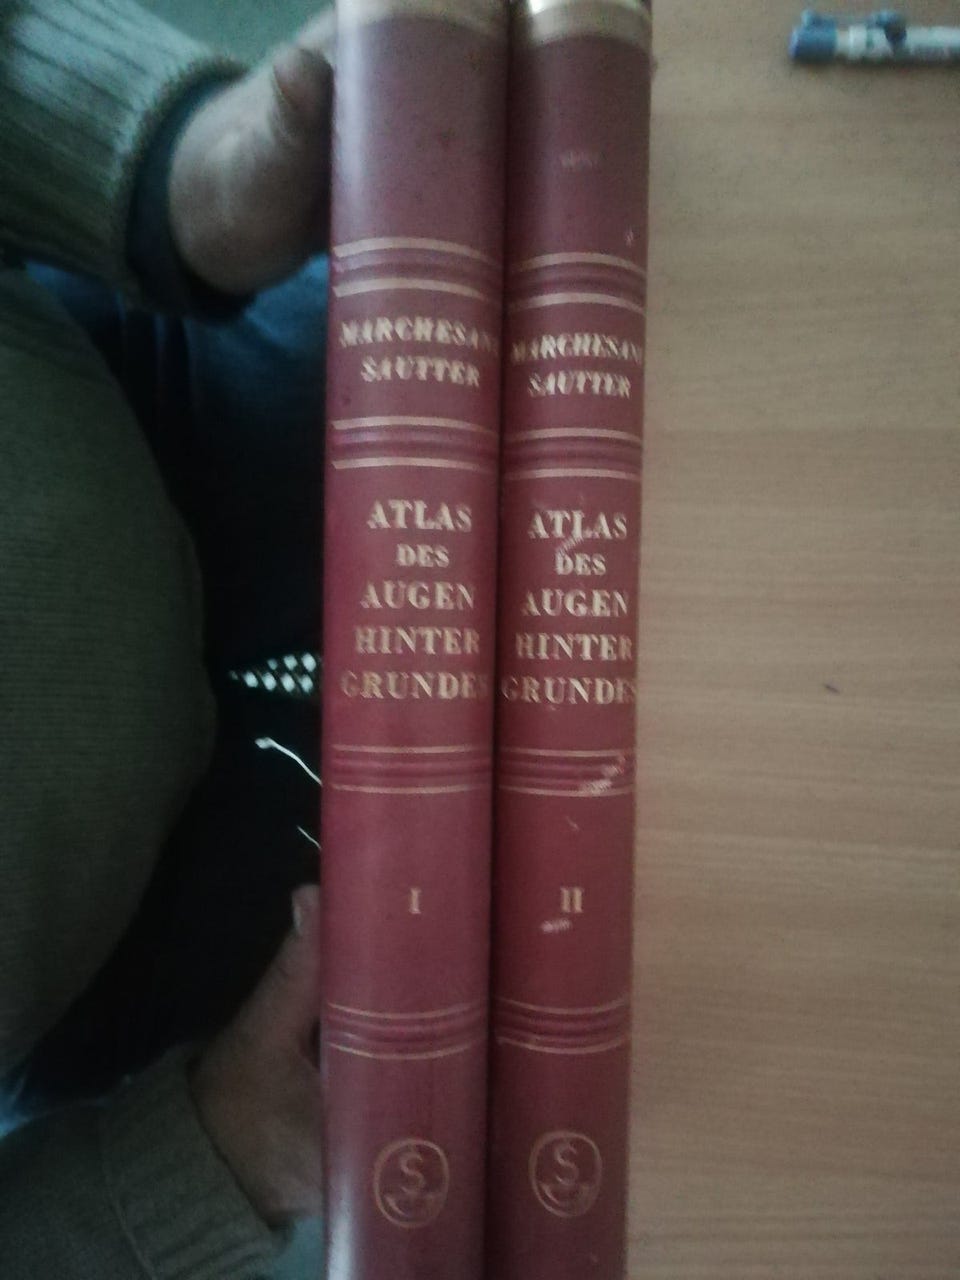 MARCHESANI
SAUTTER
ATLAS
DES
AUGEN
HINTER
GRUNDES
I
S
MARCHESANI
SAUTTER
ATLAS
DES
AUGEN
HINTER
GRUNDES
II
S